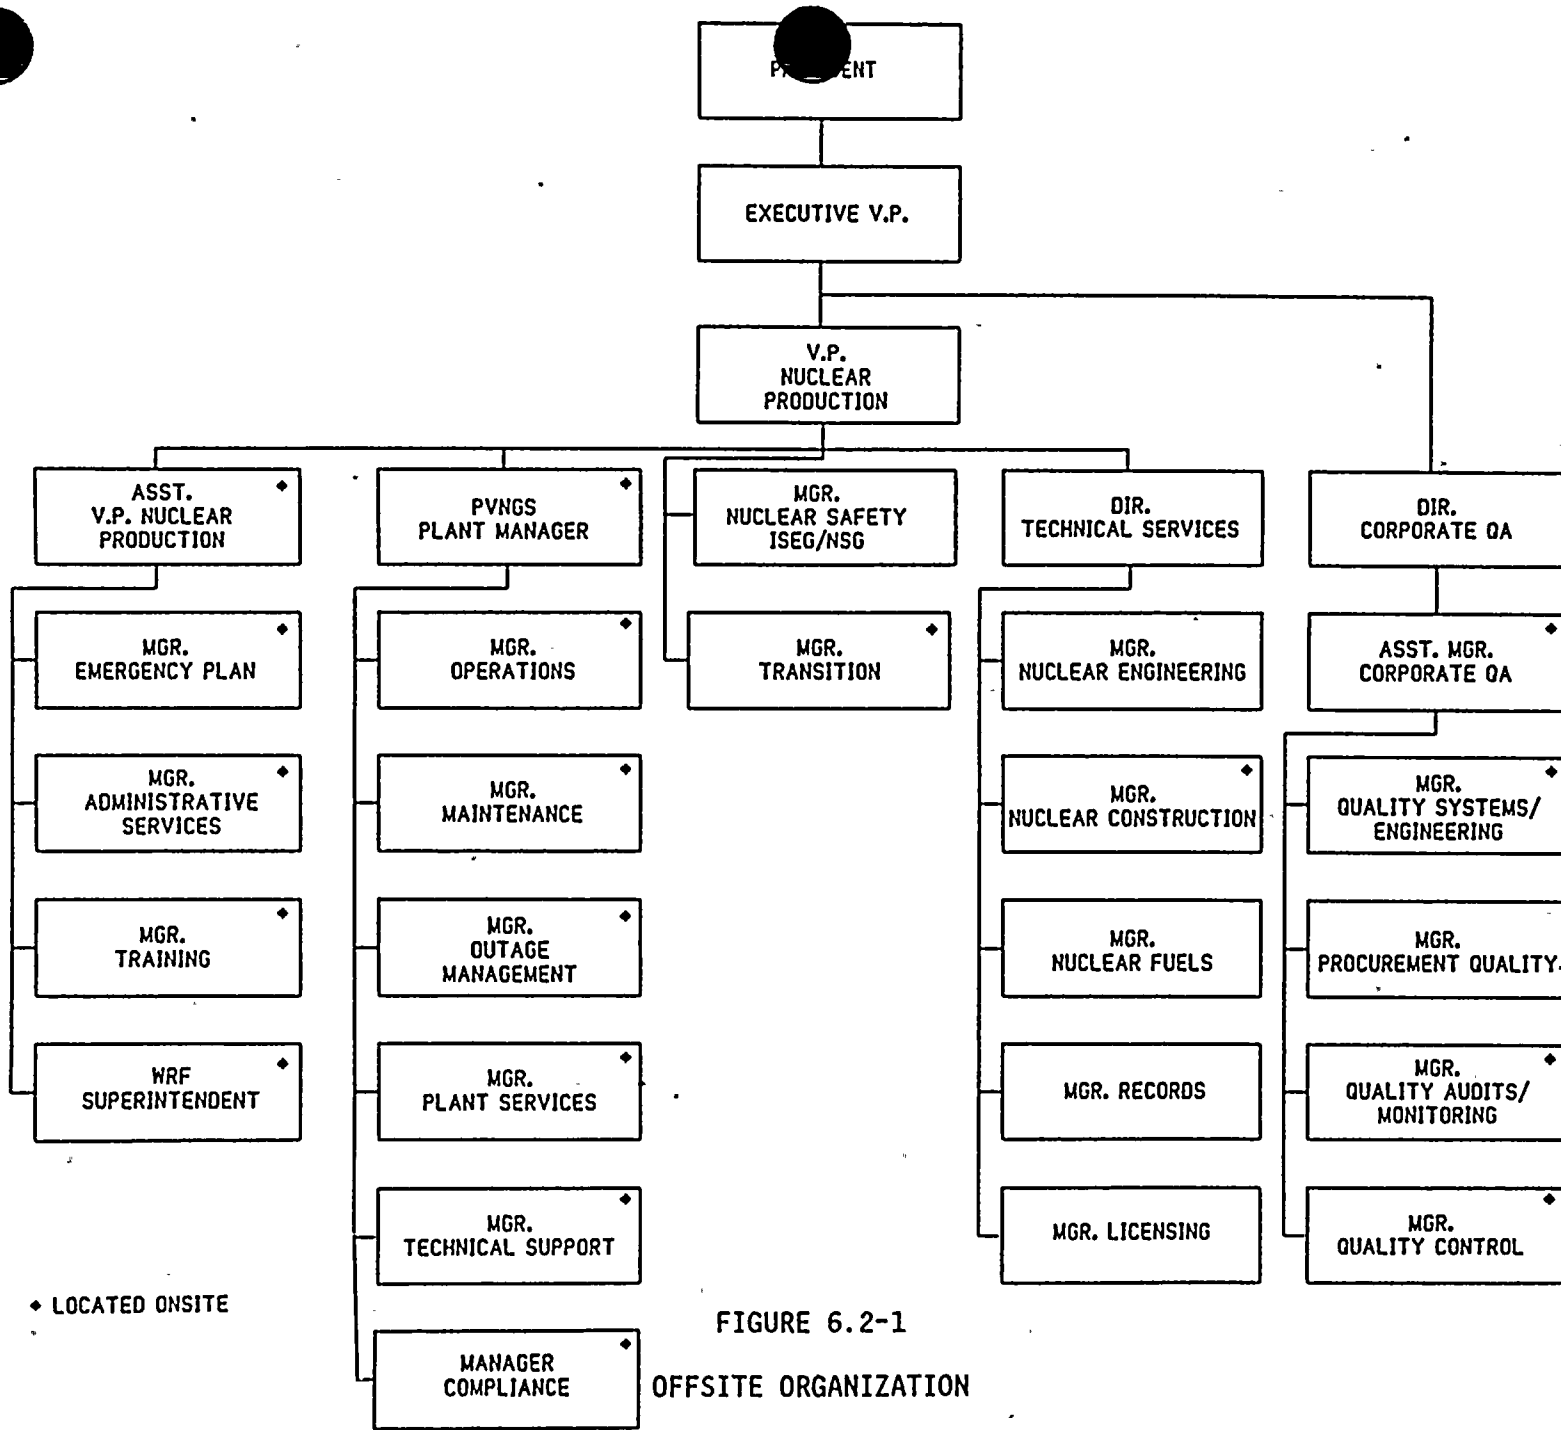 EXECUTIVE V.P.
V.P.
NUCLEAR
PRODUCTION
ASST.
V.P. NUCLEAR
PRODUCTION
MGR.
EMERGENCY PLAN
MGR.
ADMINISTRATIVE
SERVICES
MGR.
TRAINING
WRF
SUPERINTENDENT
PVNGS
PLANT MANAGER
MGR.
OPERATIONS
MGR.
MAINTENANCE
MGR.
OUTAGE
MANAGEMENT
MGR.
PLANT SERVICES
MGR.
TECHNICAL SUPPORT
MANAGER
COMPLIANCE
MGR.
NUCLEAR SAFETY
ISEG/NSG
MGR.
TRANSITION
DIR.
TECHNICAL SERVICES
MGR.
NUCLEAR ENGINEERING
MGR.
NUCLEAR CONSTRUCTION
MGR.
NUCLEAR FUELS
MGR. RECORDS
MGR. LICENSING
DIR.
CORPORATE QA
ASST. MGR.
CORPORATE QA
MGR.
QUALITY SYSTEMS/
ENGINEERING
MGR.
PROCUREMENT QUALITY
MGR.
QUALITY AUDITS/
MONITORING
MGR.
QUALITY CONTROL
◆ LOCATED ONSITE
FIGURE 6.2-1
OFFSITE ORGANIZATION